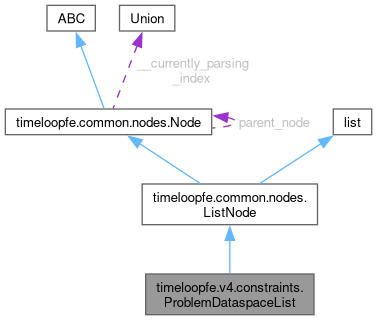 ABC
Union
__currently_parsing
_index
timeloopfe.common.nodes.Node
parent_node
list
timeloopfe.common.nodes.
ListNode
timeloopfe.v4.constraints.
ProblemDataspaceList